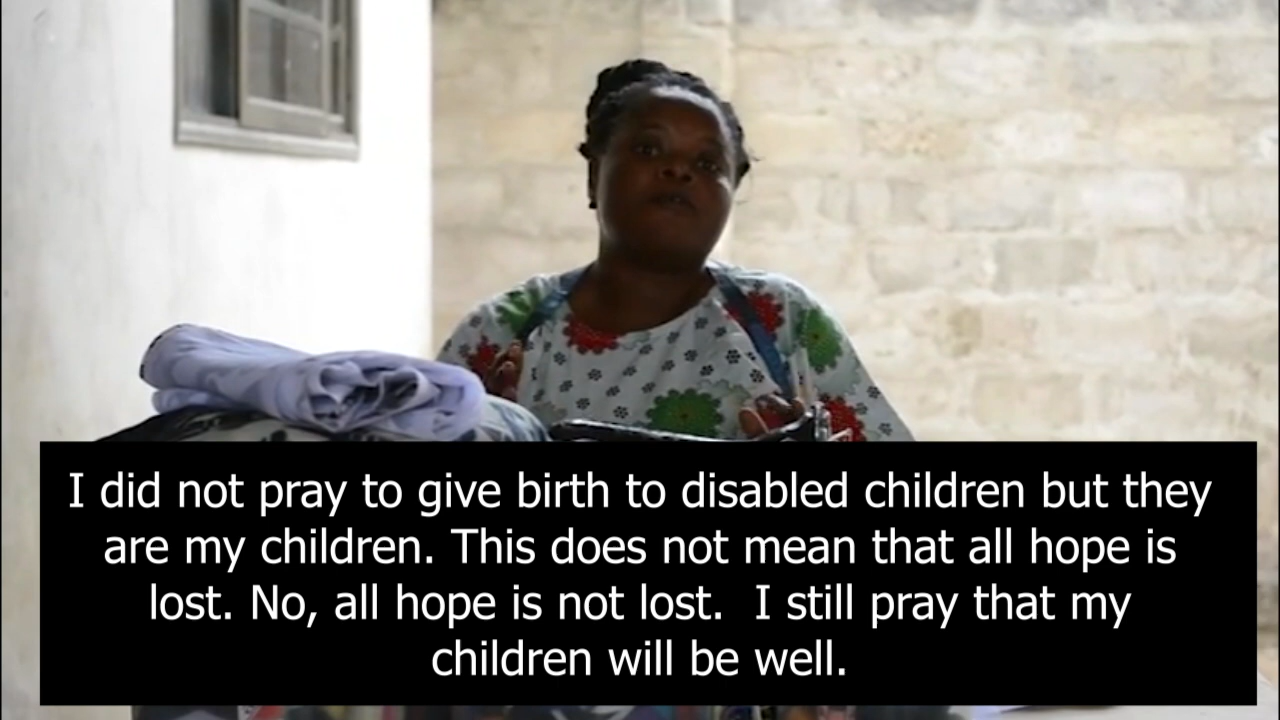 I did not pray to give birth to disabled children but they
are my children. This does not mean that all hope is
lost. No, all hope is not lost.  I still pray that my
children will be well.